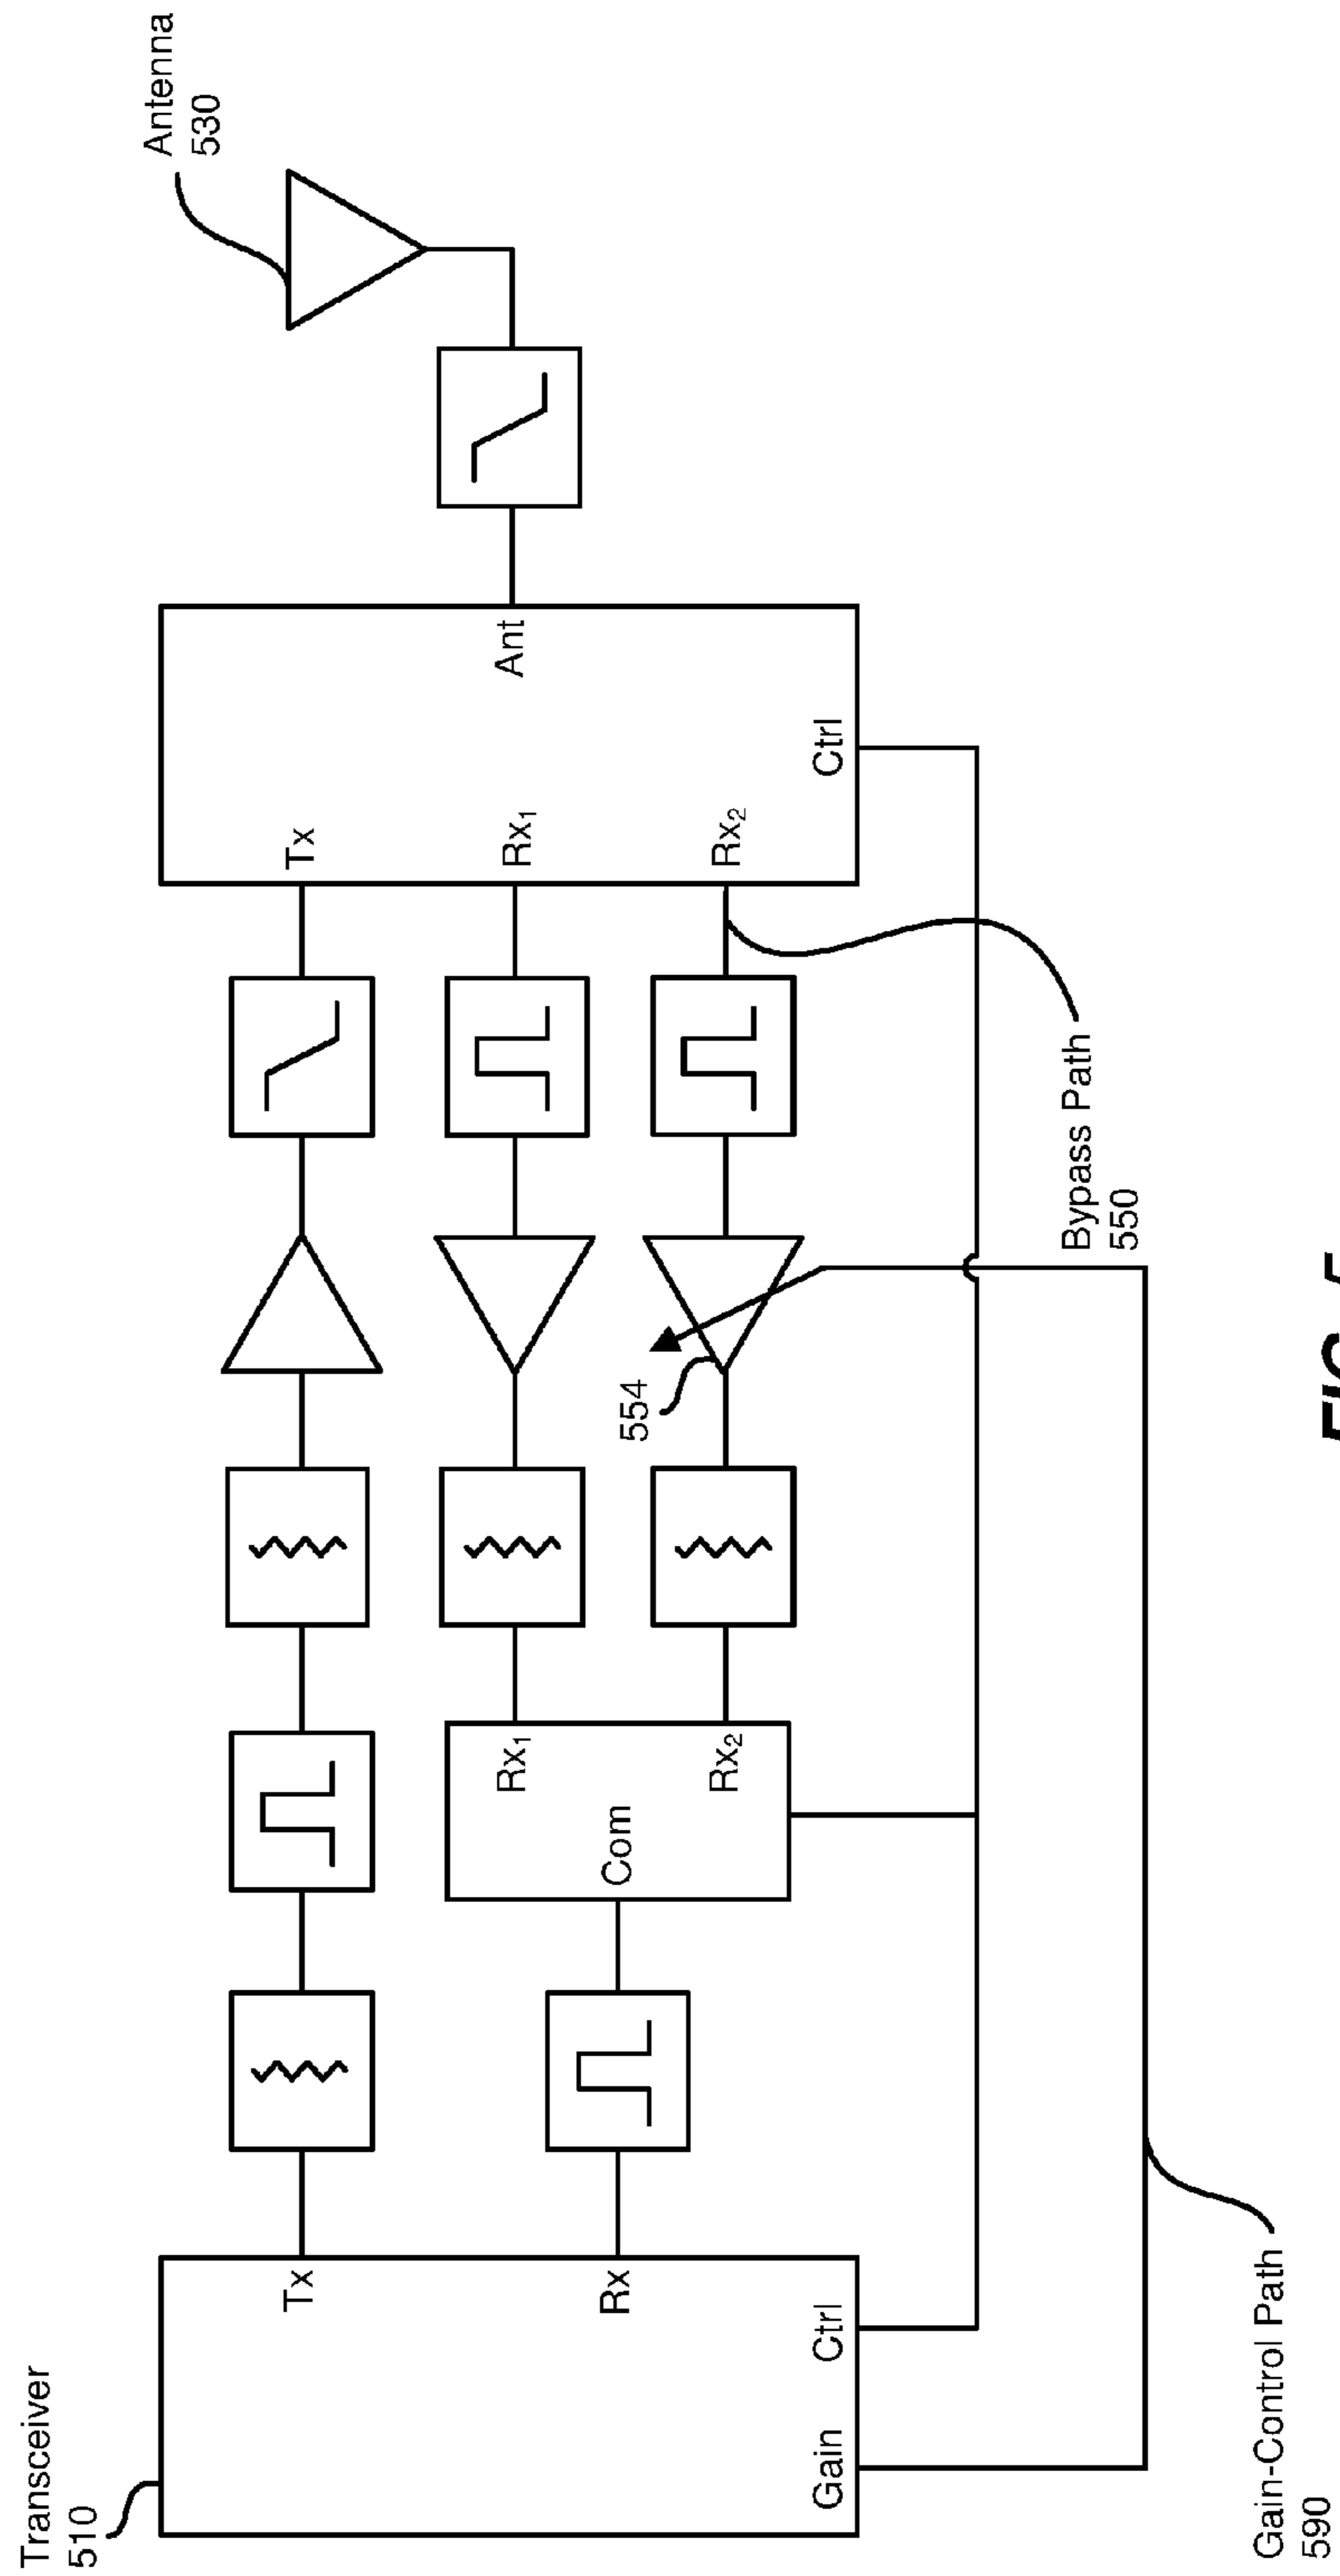 Transceiver
510
Tx
Rx
Gain
Ctrl
Com
Rx₁
Rx₂
554
Tx
Rx₁
Rx₂
Ant
Ctrl
Antenna
530
Bypass Path
550
Gain-Control Path
590